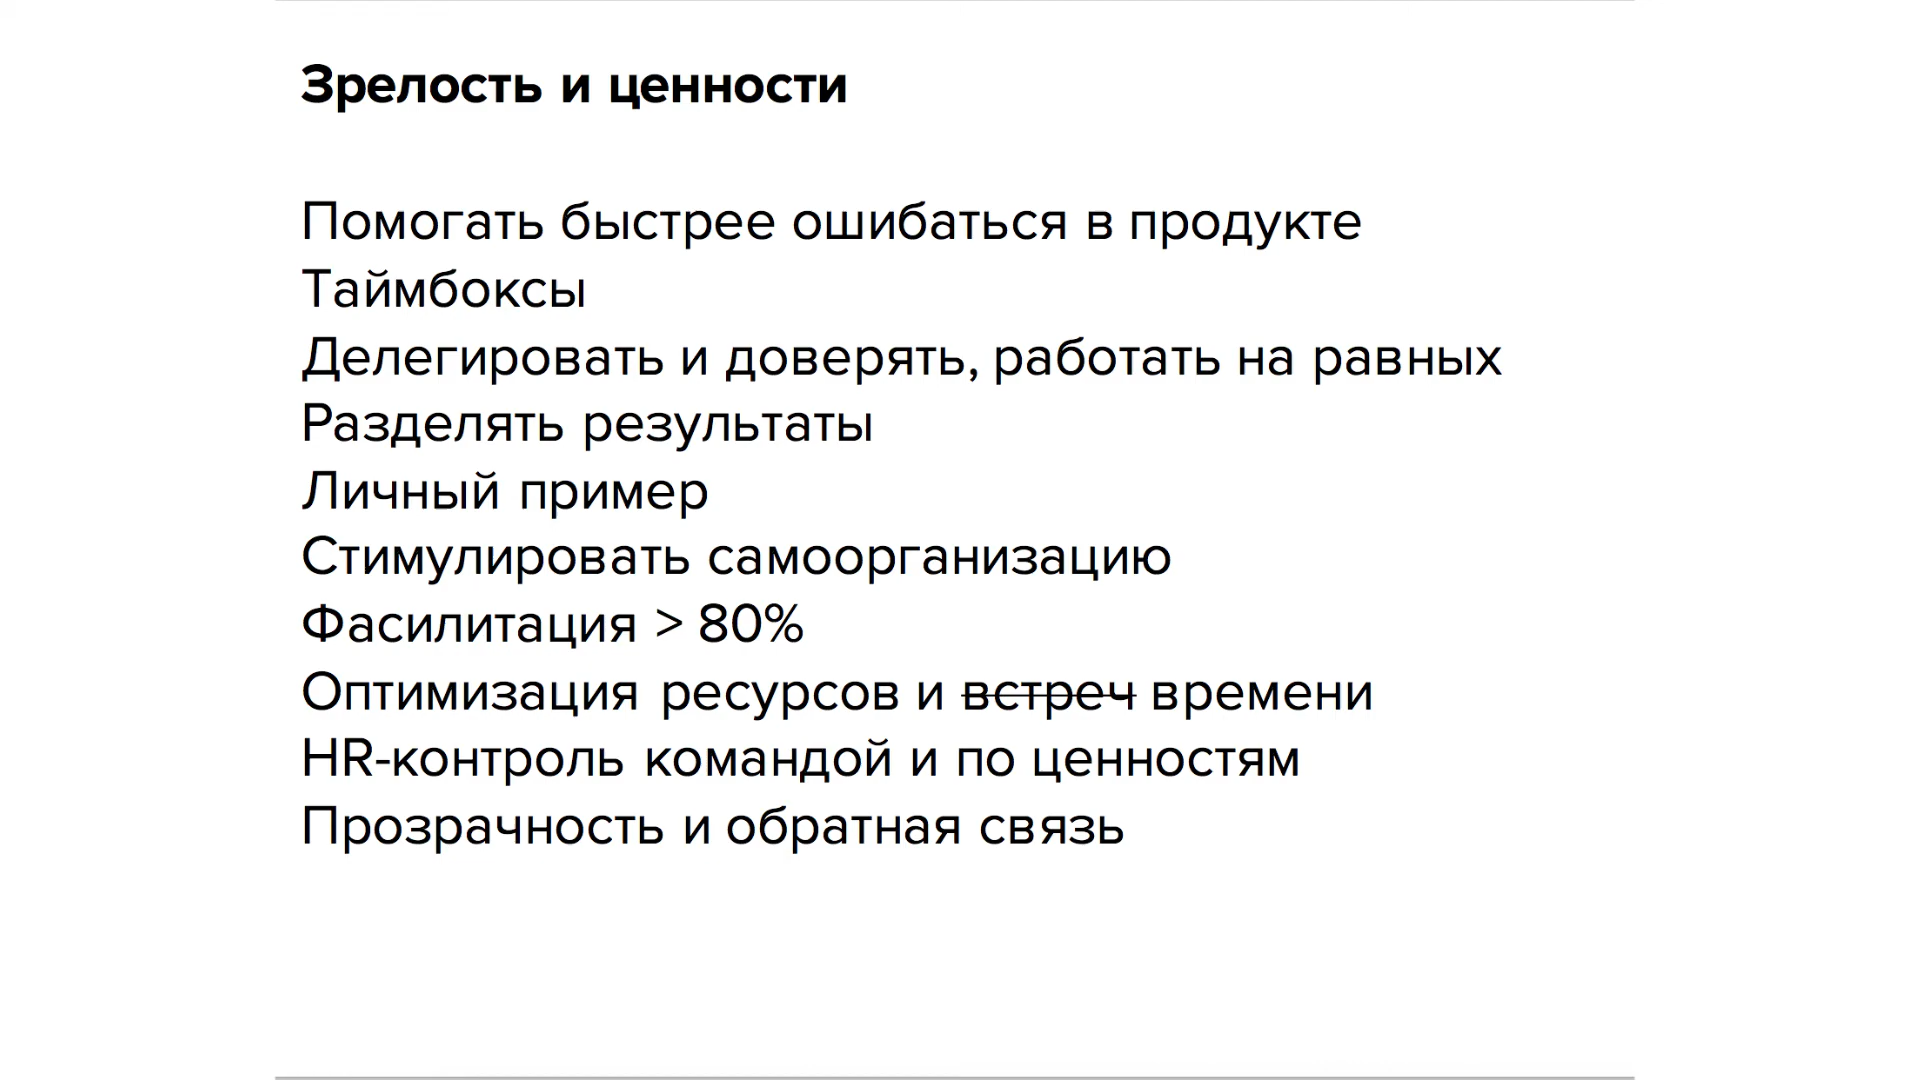 Зрелость и ценности
Помогать быстрее ошибаться в продукте
Таймбоксы
Делегировать и доверять, работать на равных
Разделять результаты
Личный пример
Стимулировать самоорганизацию
Фасилитация > 80%
Оптимизация ресурсов и встреч времени
HR-контроль командой и по ценностям
Прозрачность и обратная связь